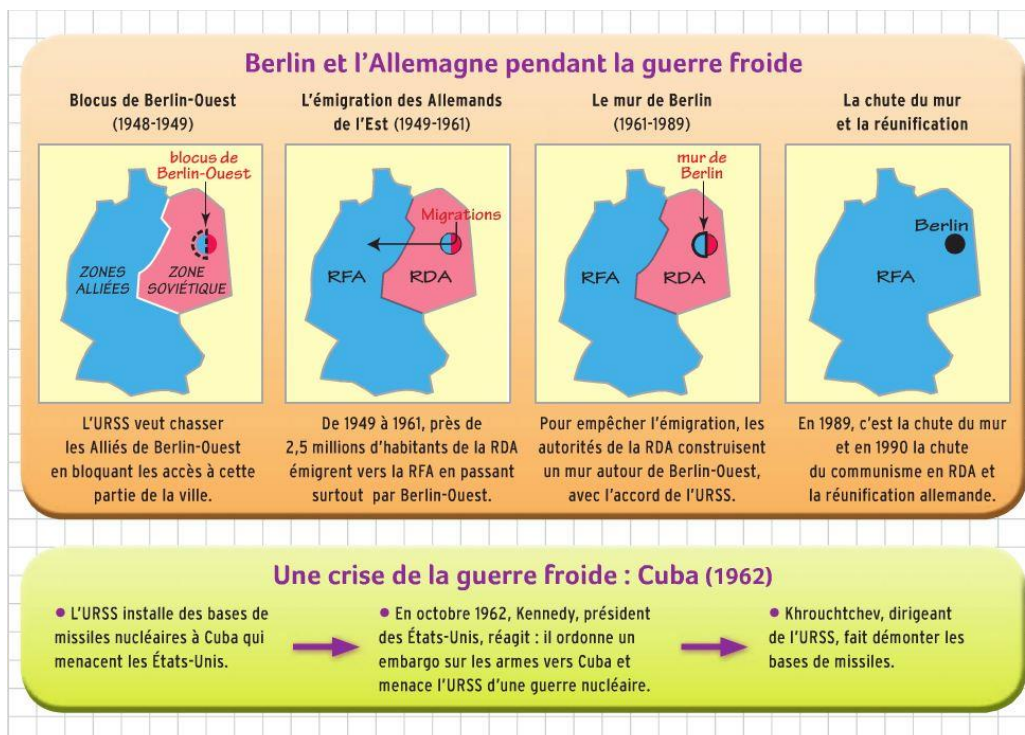 Berlin et l'Allemagne pendant la guerre froide
Blocus de Berlin-Ouest
(1948-1949)
blocus de
Berlin-Ouest
ZONES
ALLIÉES
ZONE
SOVIÉTIQUE
L'URSS veut chasser
les Alliés de Berlin-Ouest
en bloquant les accès à cette
partie de la ville.
L'émigration des Allemands
de l'Est (1949-1961)
Migrations
RFA
RDA
De 1949 à 1961, près de
2,5 millions d'habitants de la RDA
émigrent vers la RFA en passant
surtout par Berlin-Ouest.
Le mur de Berlin
(1961-1989)
mur de
Berlin
RFA
RDA
Pour empêcher l'émigration, les
autorités de la RDA construisent
un mur autour de Berlin-Ouest,
avec l'accord de l'URSS.
La chute du mur
et la réunification
Berlin
RFA
En 1989, c'est la chute du mur
et en 1990 la chute
du communisme en RDA et
la réunification allemande.
Une crise de la guerre froide : Cuba (1962)
• L'URSS installe des bases de
missiles nucléaires à Cuba qui
menacent les États-Unis.
• En octobre 1962, Kennedy, président
des États-Unis, réagit : il ordonne un
embargo sur les armes vers Cuba et
menace l'URSS d'une guerre nucléaire.
• Khrouchtchev, dirigeant
de l'URSS, fait démonter les
bases de missiles.